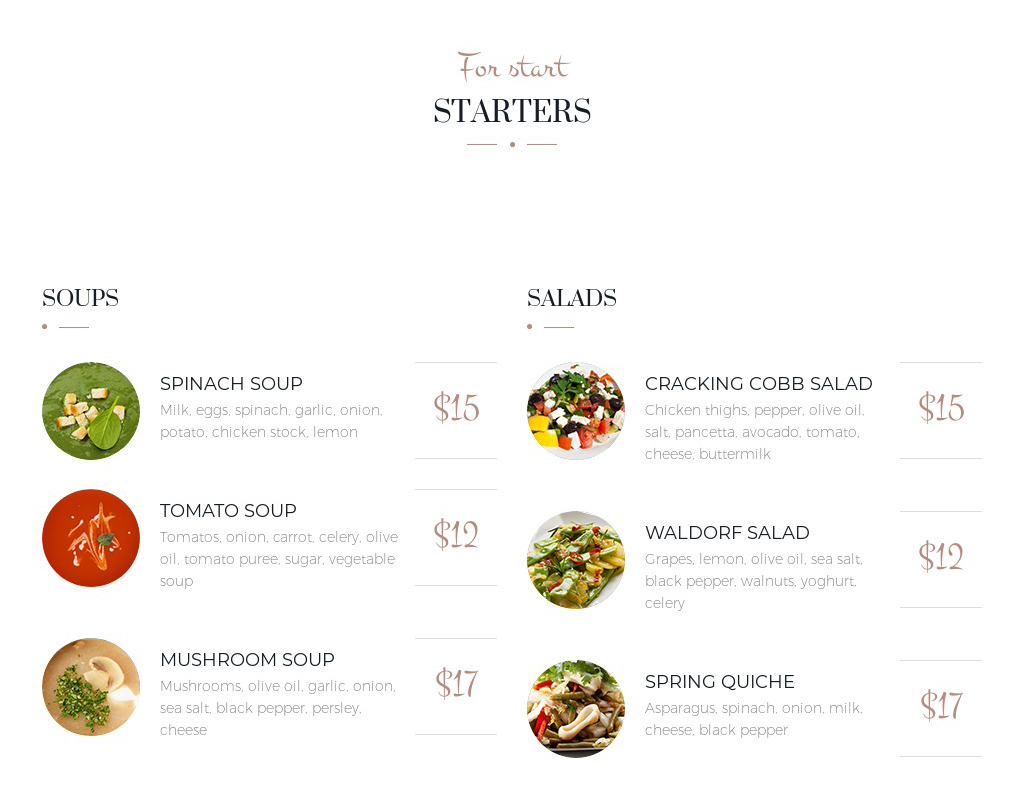 For start
STARTERS
SOUPS
SPINACH SOUP
Milk, eggs, spinach, garlic, onion,
potato, chicken stock, lemon
$15
TOMATO SOUP
Tomatos, onion, carrot, celery, olive
oil, tomato puree, sugar, vegetable
soup
$12
MUSHROOM SOUP
Mushrooms, olive oil, garlic, onion,
sea salt, black pepper, persley,
cheese
$17
SALADS
CRACKING COBB SALAD
Chicken thighs, pepper, olive oil,
salt, pancetta, avocado, tomato,
cheese, buttermilk
$15
WALDORF SALAD
Grapes, lemon, olive oil, sea salt,
black pepper, walnuts, yoghurt,
celery
$12
SPRING QUICHE
Asparagus, spinach, onion, milk,
cheese, black pepper
$17